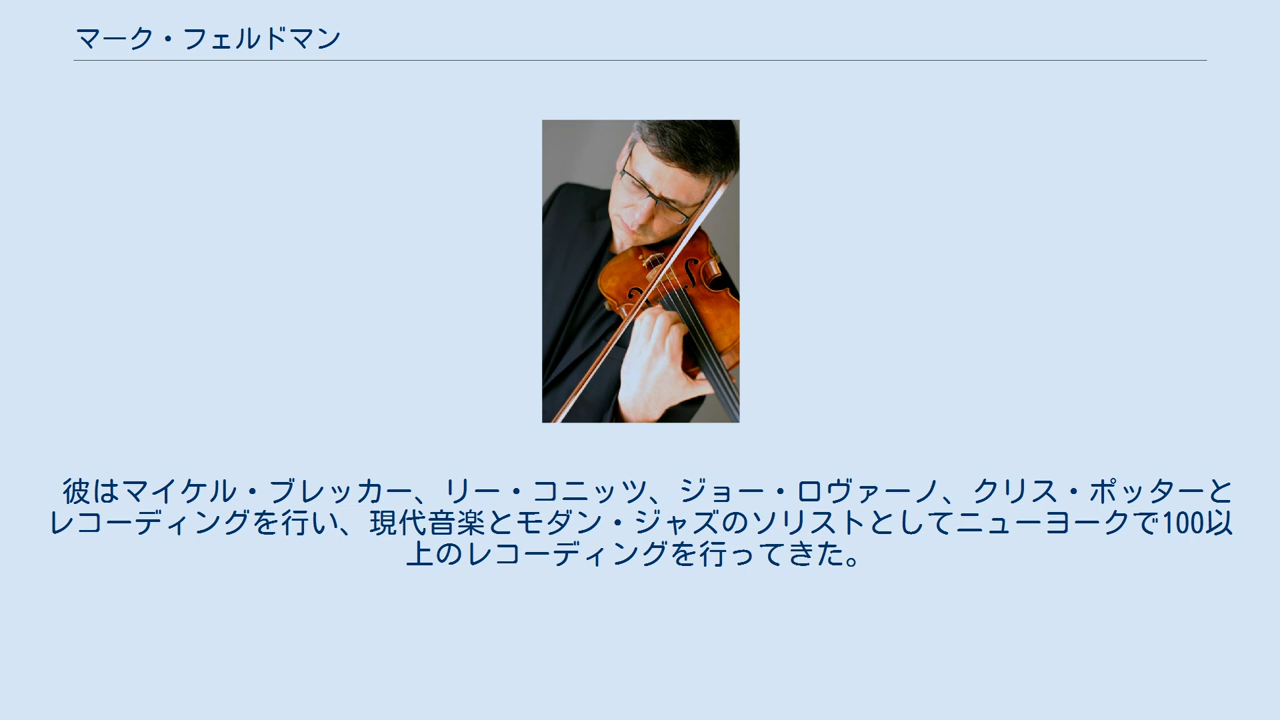 マーク・フェルドマン
彼はマイケル・ブレッカー、リー・コニッツ、ジョー・ロヴァーノ、クリス・ポッターと
レコーディングを行い、現代音楽とモダン・ジャズのソリストとしてニューヨークで100以
上のレコーディングを行ってきた。